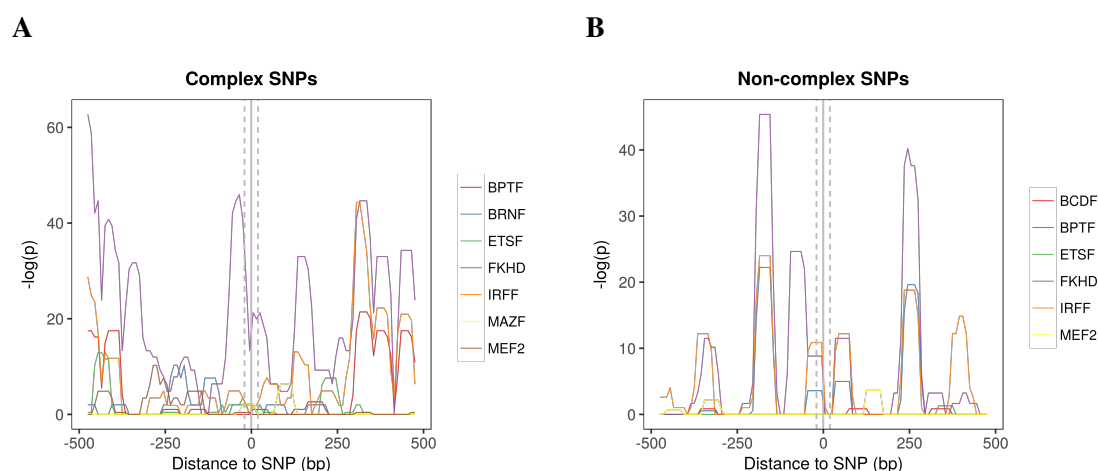 A
B
Complex SNPs
60
40
20
0
-log(p)
-500
-250
0
250
500
Distance to SNP (bp)
BPTF
BRNF
ETSF
FKHD
IRFF
MAZF
MEF2
Non-complex SNPs
40
30
20
10
0
-log(p)
-500
-250
0
250
500
Distance to SNP (bp)
BCDF
BPTF
ETSF
FKHD
IRFF
MEF2